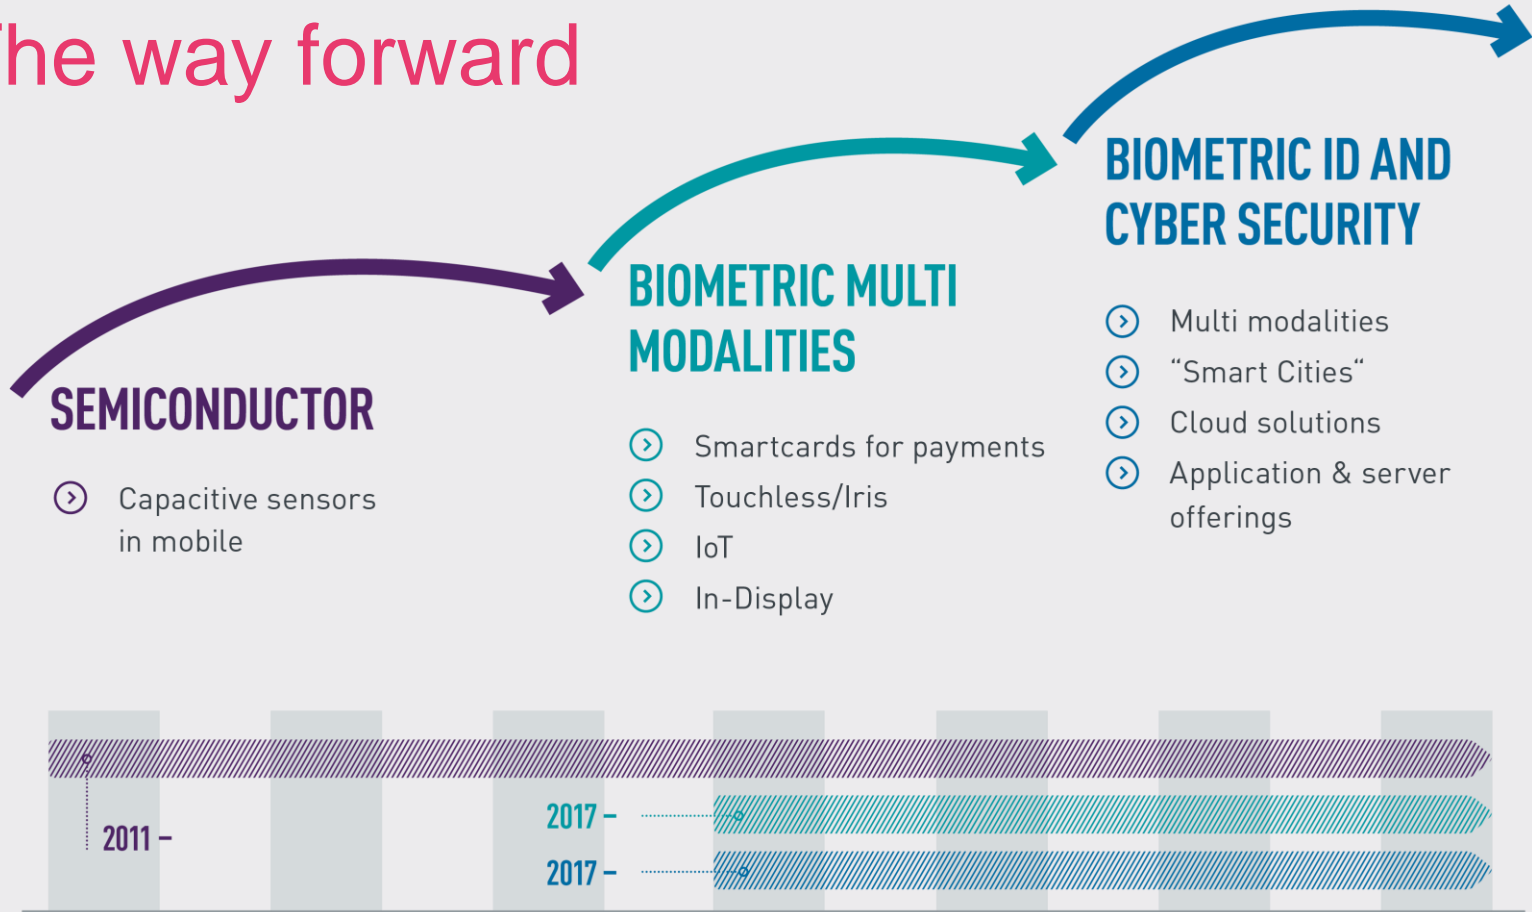 The way forward
SEMICONDUCTOR
Capacitive sensors
in mobile
BIOMETRIC MULTI
MODALITIES
Smartcards for payments
Touchless/Iris
IoT
In-Display
BIOMETRIC ID AND
CYBER SECURITY
Multi modalities
“Smart Cities“
Cloud solutions
Application & server
offerings
2011 –
2017 –
2017 –